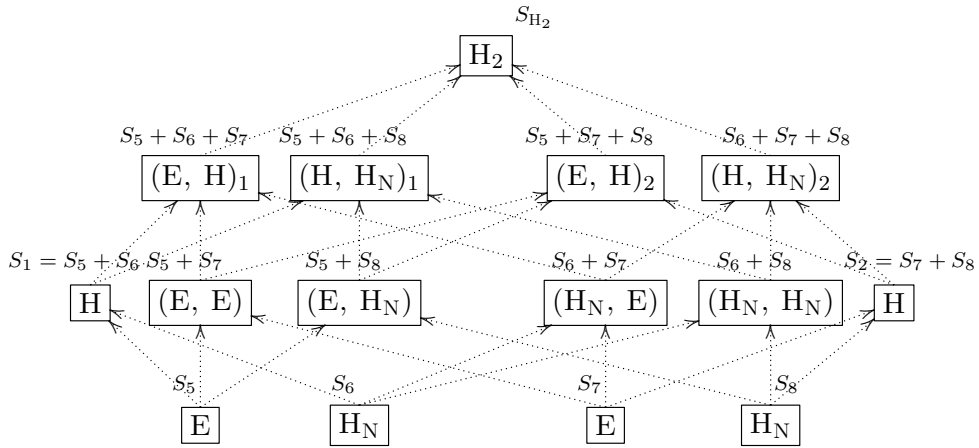 S_{H_2}
H_2
S_5 + S_6 + S_7 S_5 + S_6 + S_8 S_5 + S_7 + S_8 S_6 + S_7 + S_8
(E, H)_1 (H, H_N)_1 (E, H)_2 (H, H_N)_2
S_1 = S_5 + S_6 S_5 + S_7 S_5 + S_8 S_6 + S_7 S_6 + S_8 S_2 = S_7 + S_8
H (E, E) (E, H_N) (H_N, E) (H_N, H_N) H
S_5 S_6 S_7 S_8
E H_N E H_N